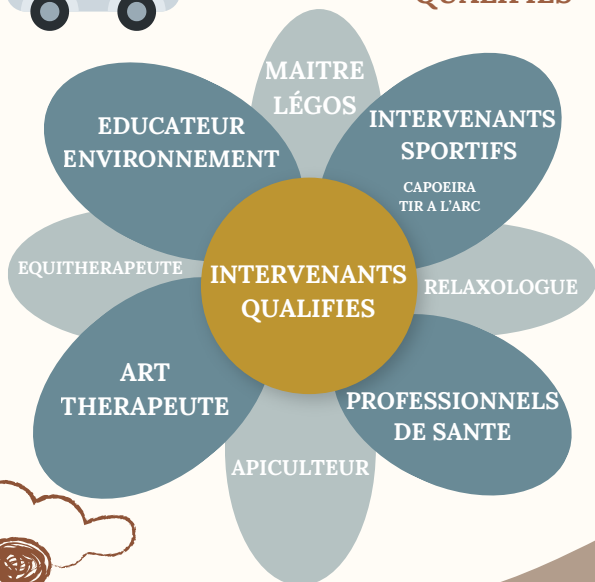 QUALIFIES
MAITRE
LÉGOS
EDUCATEUR
ENVIRONNEMENT
INTERVENANTS
SPORTIFS
CAPOEIRA
TIR A L'ARC
EQUITHERAPEUTE
INTERVENANTS
QUALIFIES
RELAXOLOGUE
ART
THERAPEUTE
PROFESSIONNELS
DE SANTE
APICULTEUR